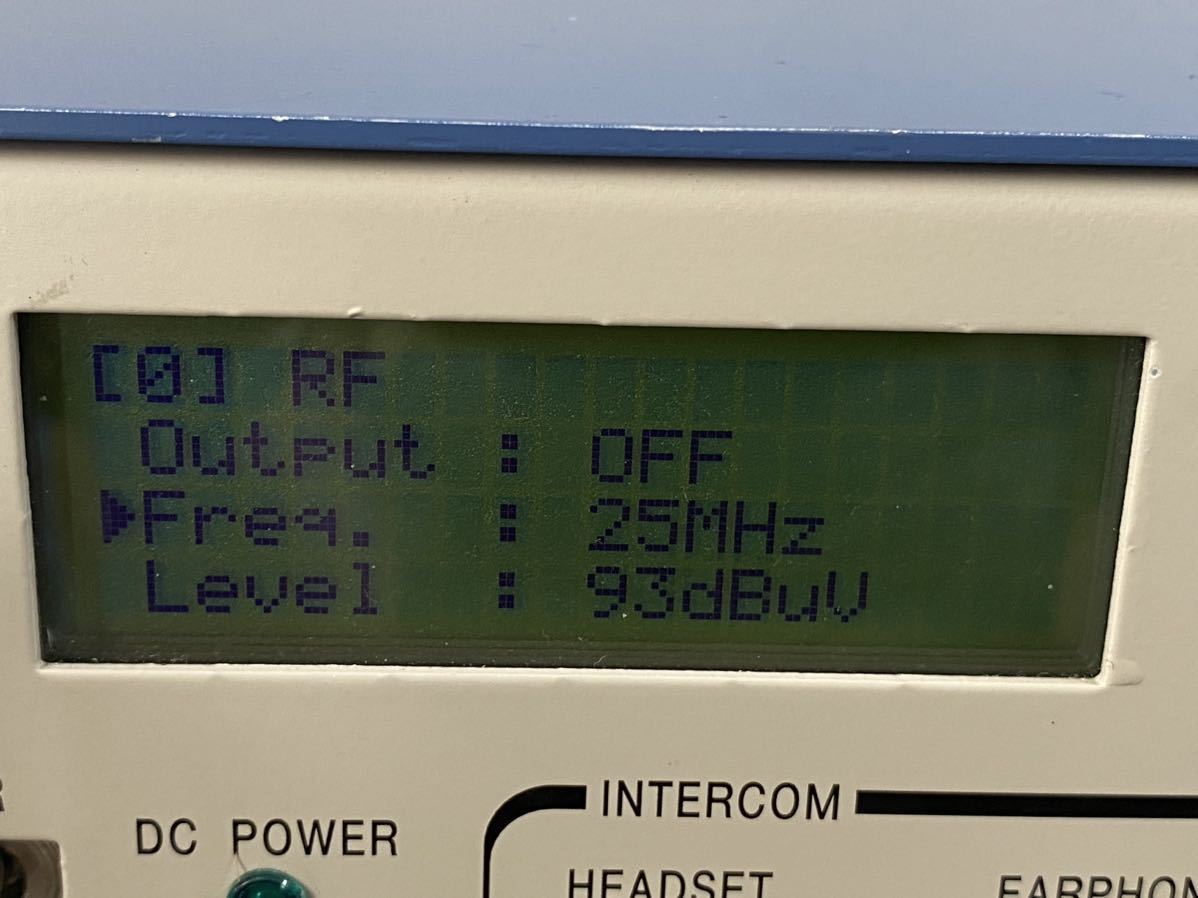 [0] RF
Output : OFF
▶Freq. : 25MHz
Level : 93dBuV
INTERCOM
DC POWER
HEADSET